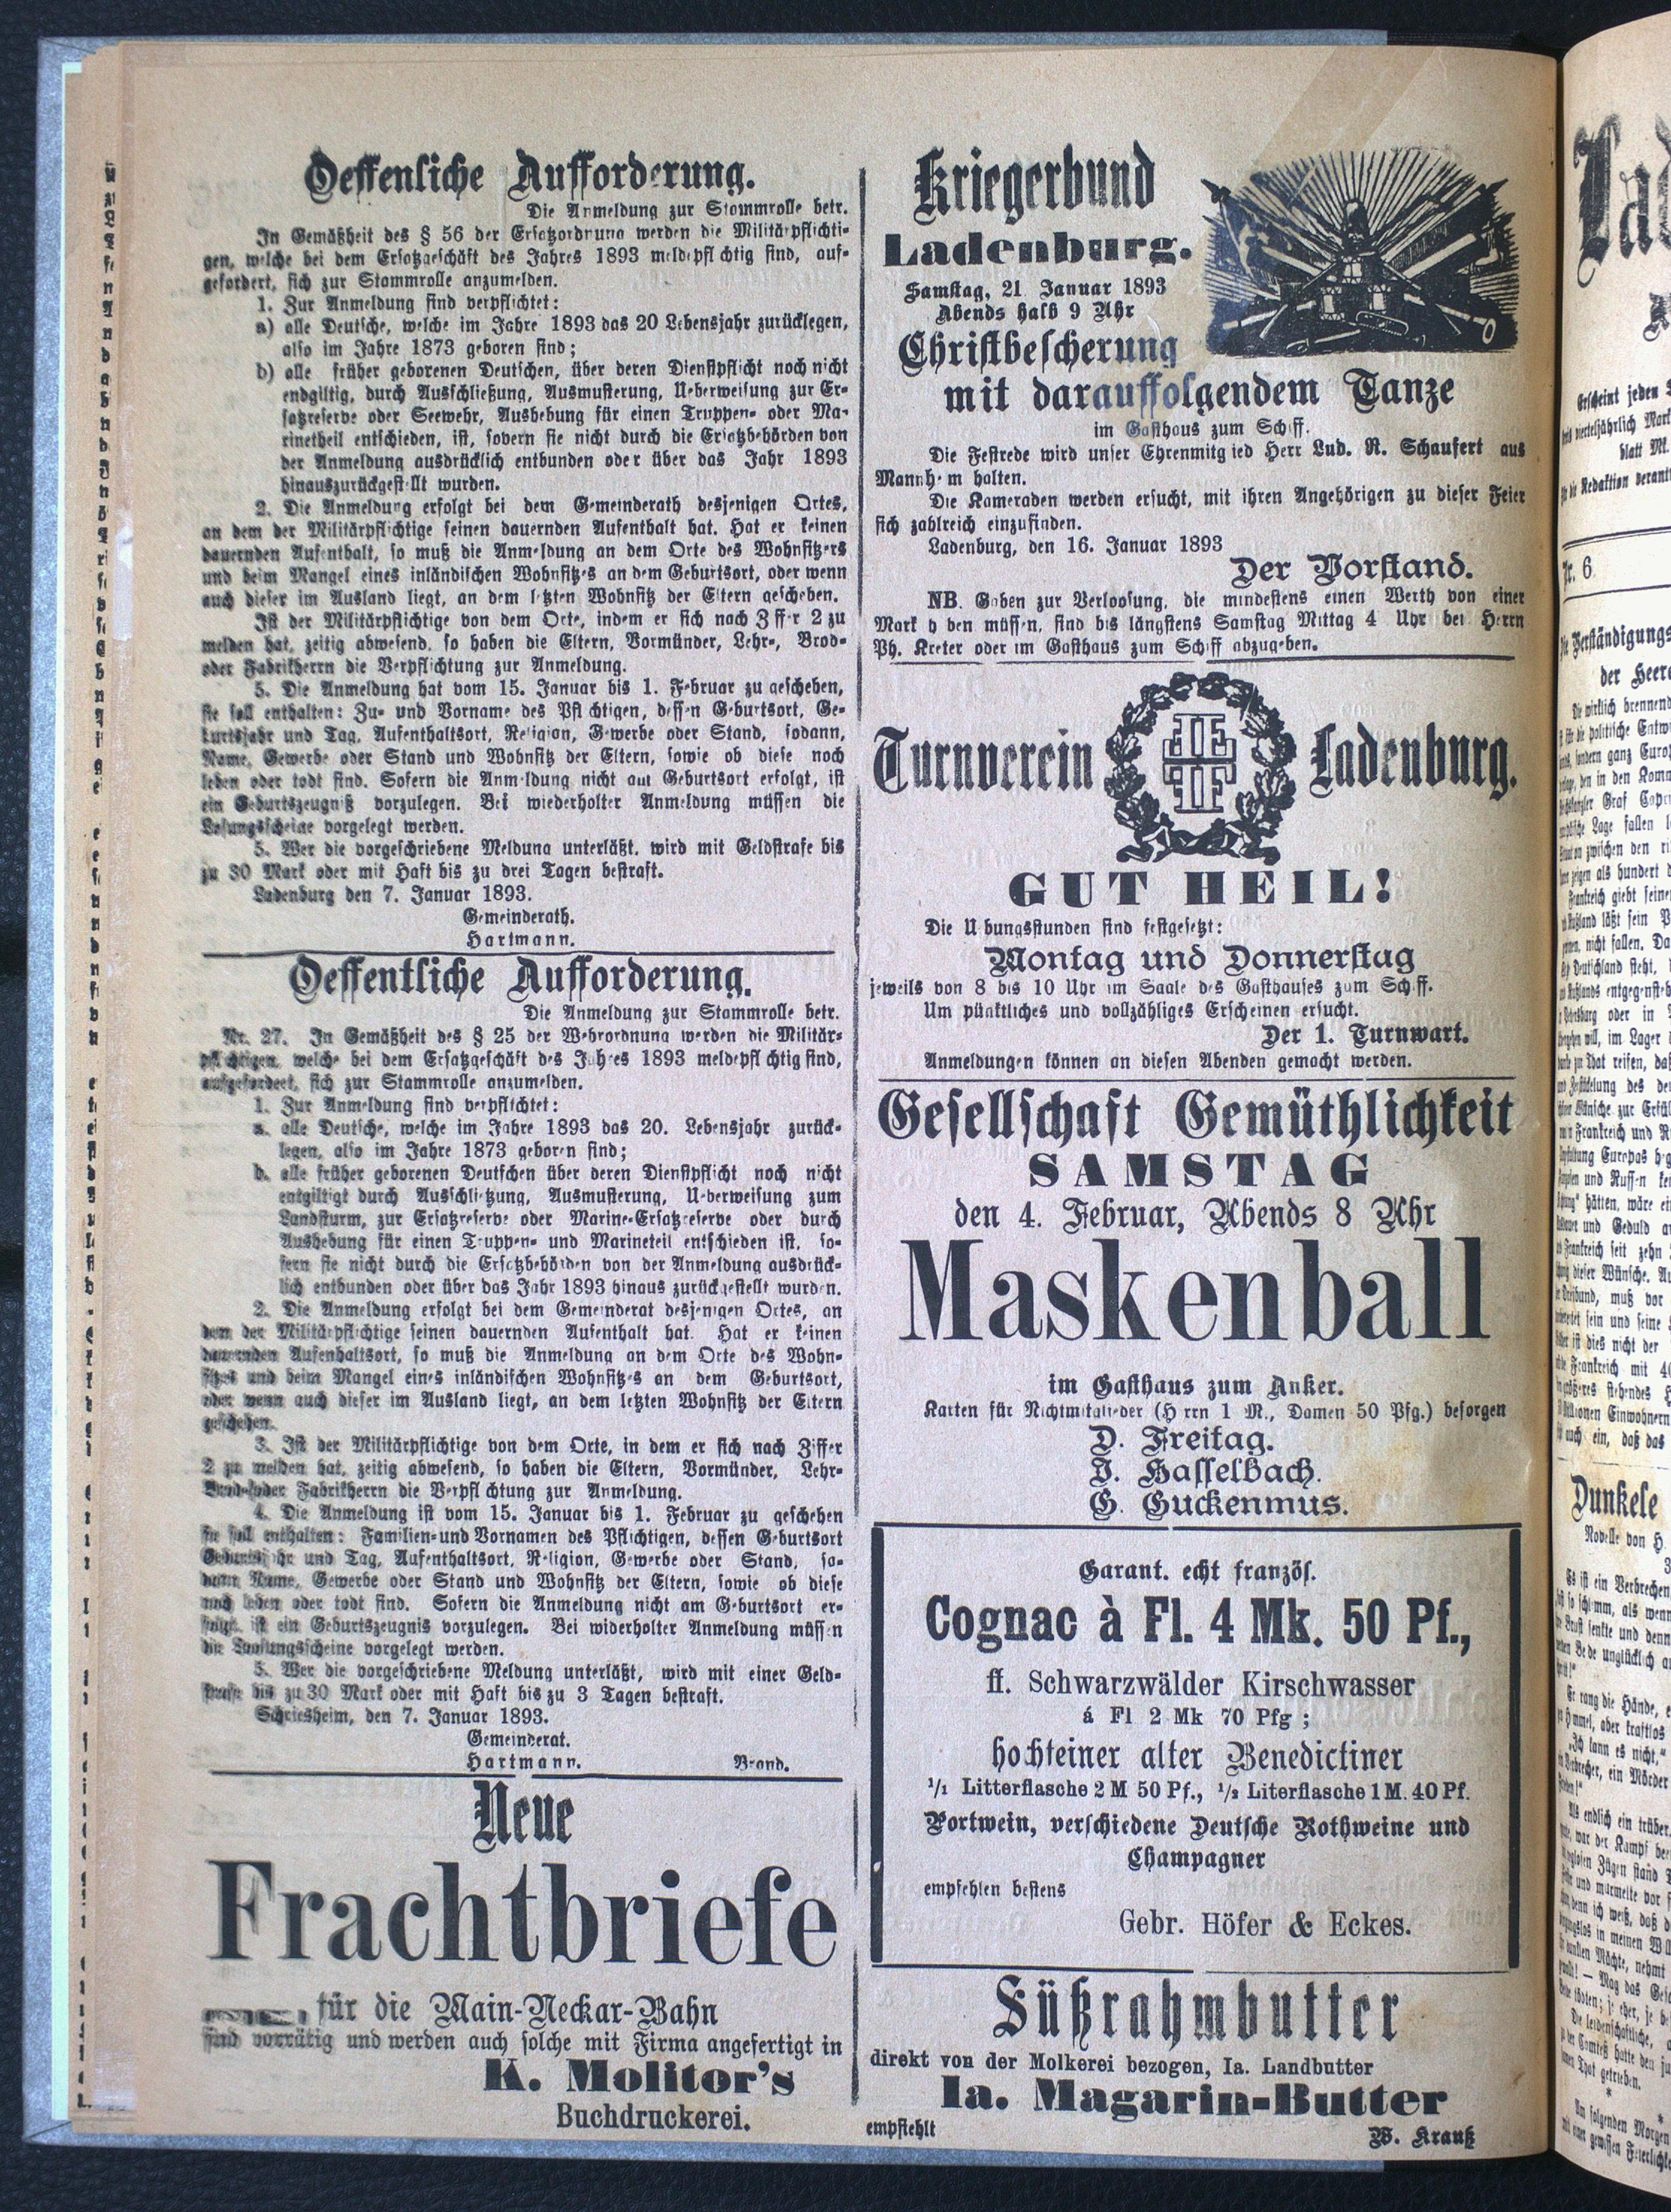 Oeffenliche Aufforderung.
Die Anmeldung zur Stammrolle betr.
In Gemäßheit des § 56 der Ersatzordnung werden die Militärpflichti-
gen, welche bei dem Ersatzgeschäft des Jahres 1893 meldepflichtig sind, auf-
gefordert, sich zur Stammrolle anzumelden.
1. Zur Anmeldung sind verpflichtet:
a) alle Deutsche, welche im Jahre 1893 das 20 Lebensjahr zurücklegen,
also im Jahre 1873 geboren sind;
b) alle früher geborenen Deutschen, über deren Dienstpflicht noch nicht
endgiltig, durch Ausschließung, Ausmusterung, Ueberweisung zur Er-
satzreserve oder Seewehr, Aushebung für einen Truppen- oder Ma-
rinetheil entschieden, ist, sovern sie nicht durch die Ersatzbehörden von
der Anmeldung ausdrücklich entbunden oder über das Jahr 1893
hinauszurückgestellt wurden.
2. Die Anmeldung erfolgt bei dem Gemeinderath desjenigen Ortes,
an dem der Militärpflichtige seinen dauernden Aufenthalt hat. Hat er keinen
dauernden Aufenthalt, so muß die Anmeldung an dem Orte des Wohnsitzers
und beim Mangel eines inländischen Wohnsitzes an dem Geburtsort, oder wenn
auch dieser im Ausland liegt, an dem letzten Wohnsitz der Eltern geschehen.
Ist der Militärpflichtige von dem Orte, indem er sich nach Ziffer 2 zu
melden hat, zeitig abwesend, so haben die Eltern, Vormünder, Lehr-, Brod-
oder Fabrikherrn die Verpflichtung zur Anmeldung.
5. Die Anmeldung hat vom 15. Januar bis 1. Februar zu geschehen,
sie soll enthalten: Zu- und Vorname des Pflichtigen, dessen Geburtsort, Ge-
burtsjahr und Tag, Aufenthaltsort, Religion, Gewerbe oder Stand, sodann,
Name, Gewerbe oder Stand und Wohnsitz der Eltern, sowie ob diese noch
leben oder todt sind. Sofern die Anmeldung nicht am Geburtsort erfolgt, ist
ein Geburtszeugniß vorzulegen. Bei wiederholter Anmeldung müssen die
Losungsscheine vorgelegt werden.
5. Wer die vorgeschriebene Meldung unterläßt, wird mit Geldstrafe bis
zu 30 Mark oder mit Haft bis zu drei Tagen bestraft.
Ladenburg den 7. Januar 1893.
Gemeinderath.
Hartmann.
Oeffentliche Aufforderung.
Die Anmeldung zur Stammrolle betr.
Nr. 27. In Gemäßheit des § 25 der Wehrordnung werden die Militär-
pflichtigen, welche bei dem Ersatzgeschäft des Jahres 1893 meldepflichtig sind,
aufgefordert, sich zur Stammrolle anzumelden.
1. Zur Anmeldung sind verpflichtet:
a. alle Deutsche, welche im Jahre 1893 das 20. Lebensjahr zurück-
legen, also im Jahre 1873 geboren sind;
b. alle früher geborenen Deutschen über deren Dienstpflicht noch nicht
entgiltigt durch Ausschließung, Ausmusterung, Ueberweisung zum
Landsturm, zur Ersatzreserve oder Marine-Ersatzreserve oder durch
Aushebung für einen Truppen- und Marineteil entschieden ist, so-
fern sie nicht durch die Ersatzbehörden von der Anmeldung ausdrück-
lich entbunden oder über das Jahr 1893 hinaus zurückgestellt wurden.
2. Die Anmeldung erfolgt bei dem Gemeinderat desjenigen Ortes, an
dem der Militärpflichtige seinen dauernden Aufenthalt hat. Hat er keinen
dauernden Aufenhaltsort, so muß die Anmeldung an dem Orte des Wohn-
sitzes und beim Mangel eines inländischen Wohnsitzes an dem Geburtsort,
oder wenn auch dieser im Ausland liegt, an dem letzten Wohnsitz der Eltern
geschehen.
3. Ist der Militärpflichtige von dem Orte, in dem er sich nach Ziffer
2 zu melden hat, zeitig abwesend, so haben die Eltern, Vormünder, Lehr-
Brod-oder Fabrikherrn die Verpflichtung zur Anmeldung.
4. Die Anmeldung ist vom 15. Januar bis 1. Februar zu geschehen
sie soll enthalten: Familien-und Vornamen des Pflichtigen, dessen Geburtsort
Geburtsjahr und Tag, Aufenthaltsort, Religion, Gewerbe oder Stand, so-
dann Name, Gewerbe oder Stand und Wohnsitz der Eltern, sowie ob diese
noch leben oder todt sind. Sofern die Anmeldung nicht am Geburtsort er-
folgt, ist ein Geburtszeugnis vorzulegen. Bei widerholter Anmeldung müssen
die Loosungsscheine vorgelegt werden.
5. Wer die vorgeschriebene Meldung unterläßt, wird mit einer Geld-
strafe bis zu 30 Mark oder mit Haft bis zu 3 Tagen bestraft.
Schriesheim, den 7. Januar 1893.
Gemeinderat.
Hartmann. Brand.
Neue
Frachtbriefe
für die Main-Neckar-Bahn
sind vorrätig und werden auch solche mit Firma angefertigt in
K. Molitor's
Buchdruckerei.
Kriegerbund
Ladenburg.
Samstag, 21 Januar 1893
Abends halb 9 Uhr
Christbescherung
mit darauffolgendem Tanze
im Gasthaus zum Schiff.
Die Festrede wird unser Ehrenmitglied Herr Lud. R. Schaufert aus
Mannheim halten.
Die Kameraden werden ersucht, mit ihren Angehörigen zu dieser Feier
sich zahlreich einzufinden.
Ladenburg, den 16. Januar 1893
Der Vorstand.
NB. Gaben zur Verloosung, die mindestens einen Werth von einer
Mark haben müssen, sind bis längstens Samstag Mittag 4 Uhr bei Herrn
Ph. Kreter oder im Gasthaus zum Schiff abzugeben.
Turnverein Ladenburg.
GUT HEIL!
Die Uebungsstunden sind festgesetzt:
Montag und Donnerstag
jeweils von 8 bis 10 Uhr im Saale des Gasthauses zum Schiff.
Um pünktliches und vollzähliges Erscheinen ersucht.
Der 1. Turnwart.
Anmeldungen können an diesen Abenden gemacht werden.
Gesellschaft Gemüthlichkeit
SAMSTAG
den 4. Februar, Abends 8 Uhr
Maskenball
im Gasthaus zum Anker.
Karten für Nichtmitglieder (Herrn 1 M., Damen 50 Pfg.) besorgen
D. Freitag.
J. Hasselbach.
G. Guckenmus.
Garant. echt französ.
Cognac à Fl. 4 Mk. 50 Pf.,
ff. Schwarzwälder Kirschwasser
á Fl 2 Mk 70 Pfg ;
hochfeiner alter Benedictiner
1/1 Litterflasche 2 M 50 Pf., 1/2 Literflasche 1 M. 40 Pf.
Portwein, verschiedene Deutsche Rothweine und
Champagner
empfehlen bestens
Gebr. Höfer & Eckes.
Süßrahmbutter
direkt von der Molkerei bezogen, Ia. Landbutter
Ia. Magarin-Butter
empfiehlt
W. Krauß
Nr. 6
Dunkele
Novelle von H.